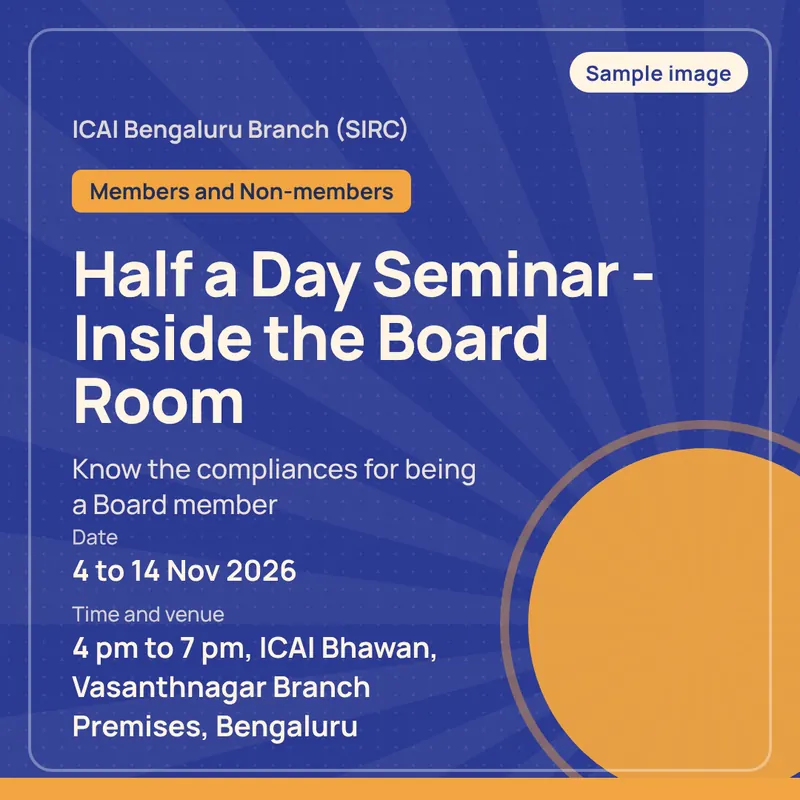 Sample image
ICAI Bengaluru Branch (SIRC)
Members and Non-members
Half a Day Seminar -
Inside the Board
Room
Know the compliances for being
a Board member
Date
4 to 14 Nov 2026
Time and venue
4 pm to 7 pm, ICAI Bhawan,
Vasanthnagar Branch
Premises, Bengaluru